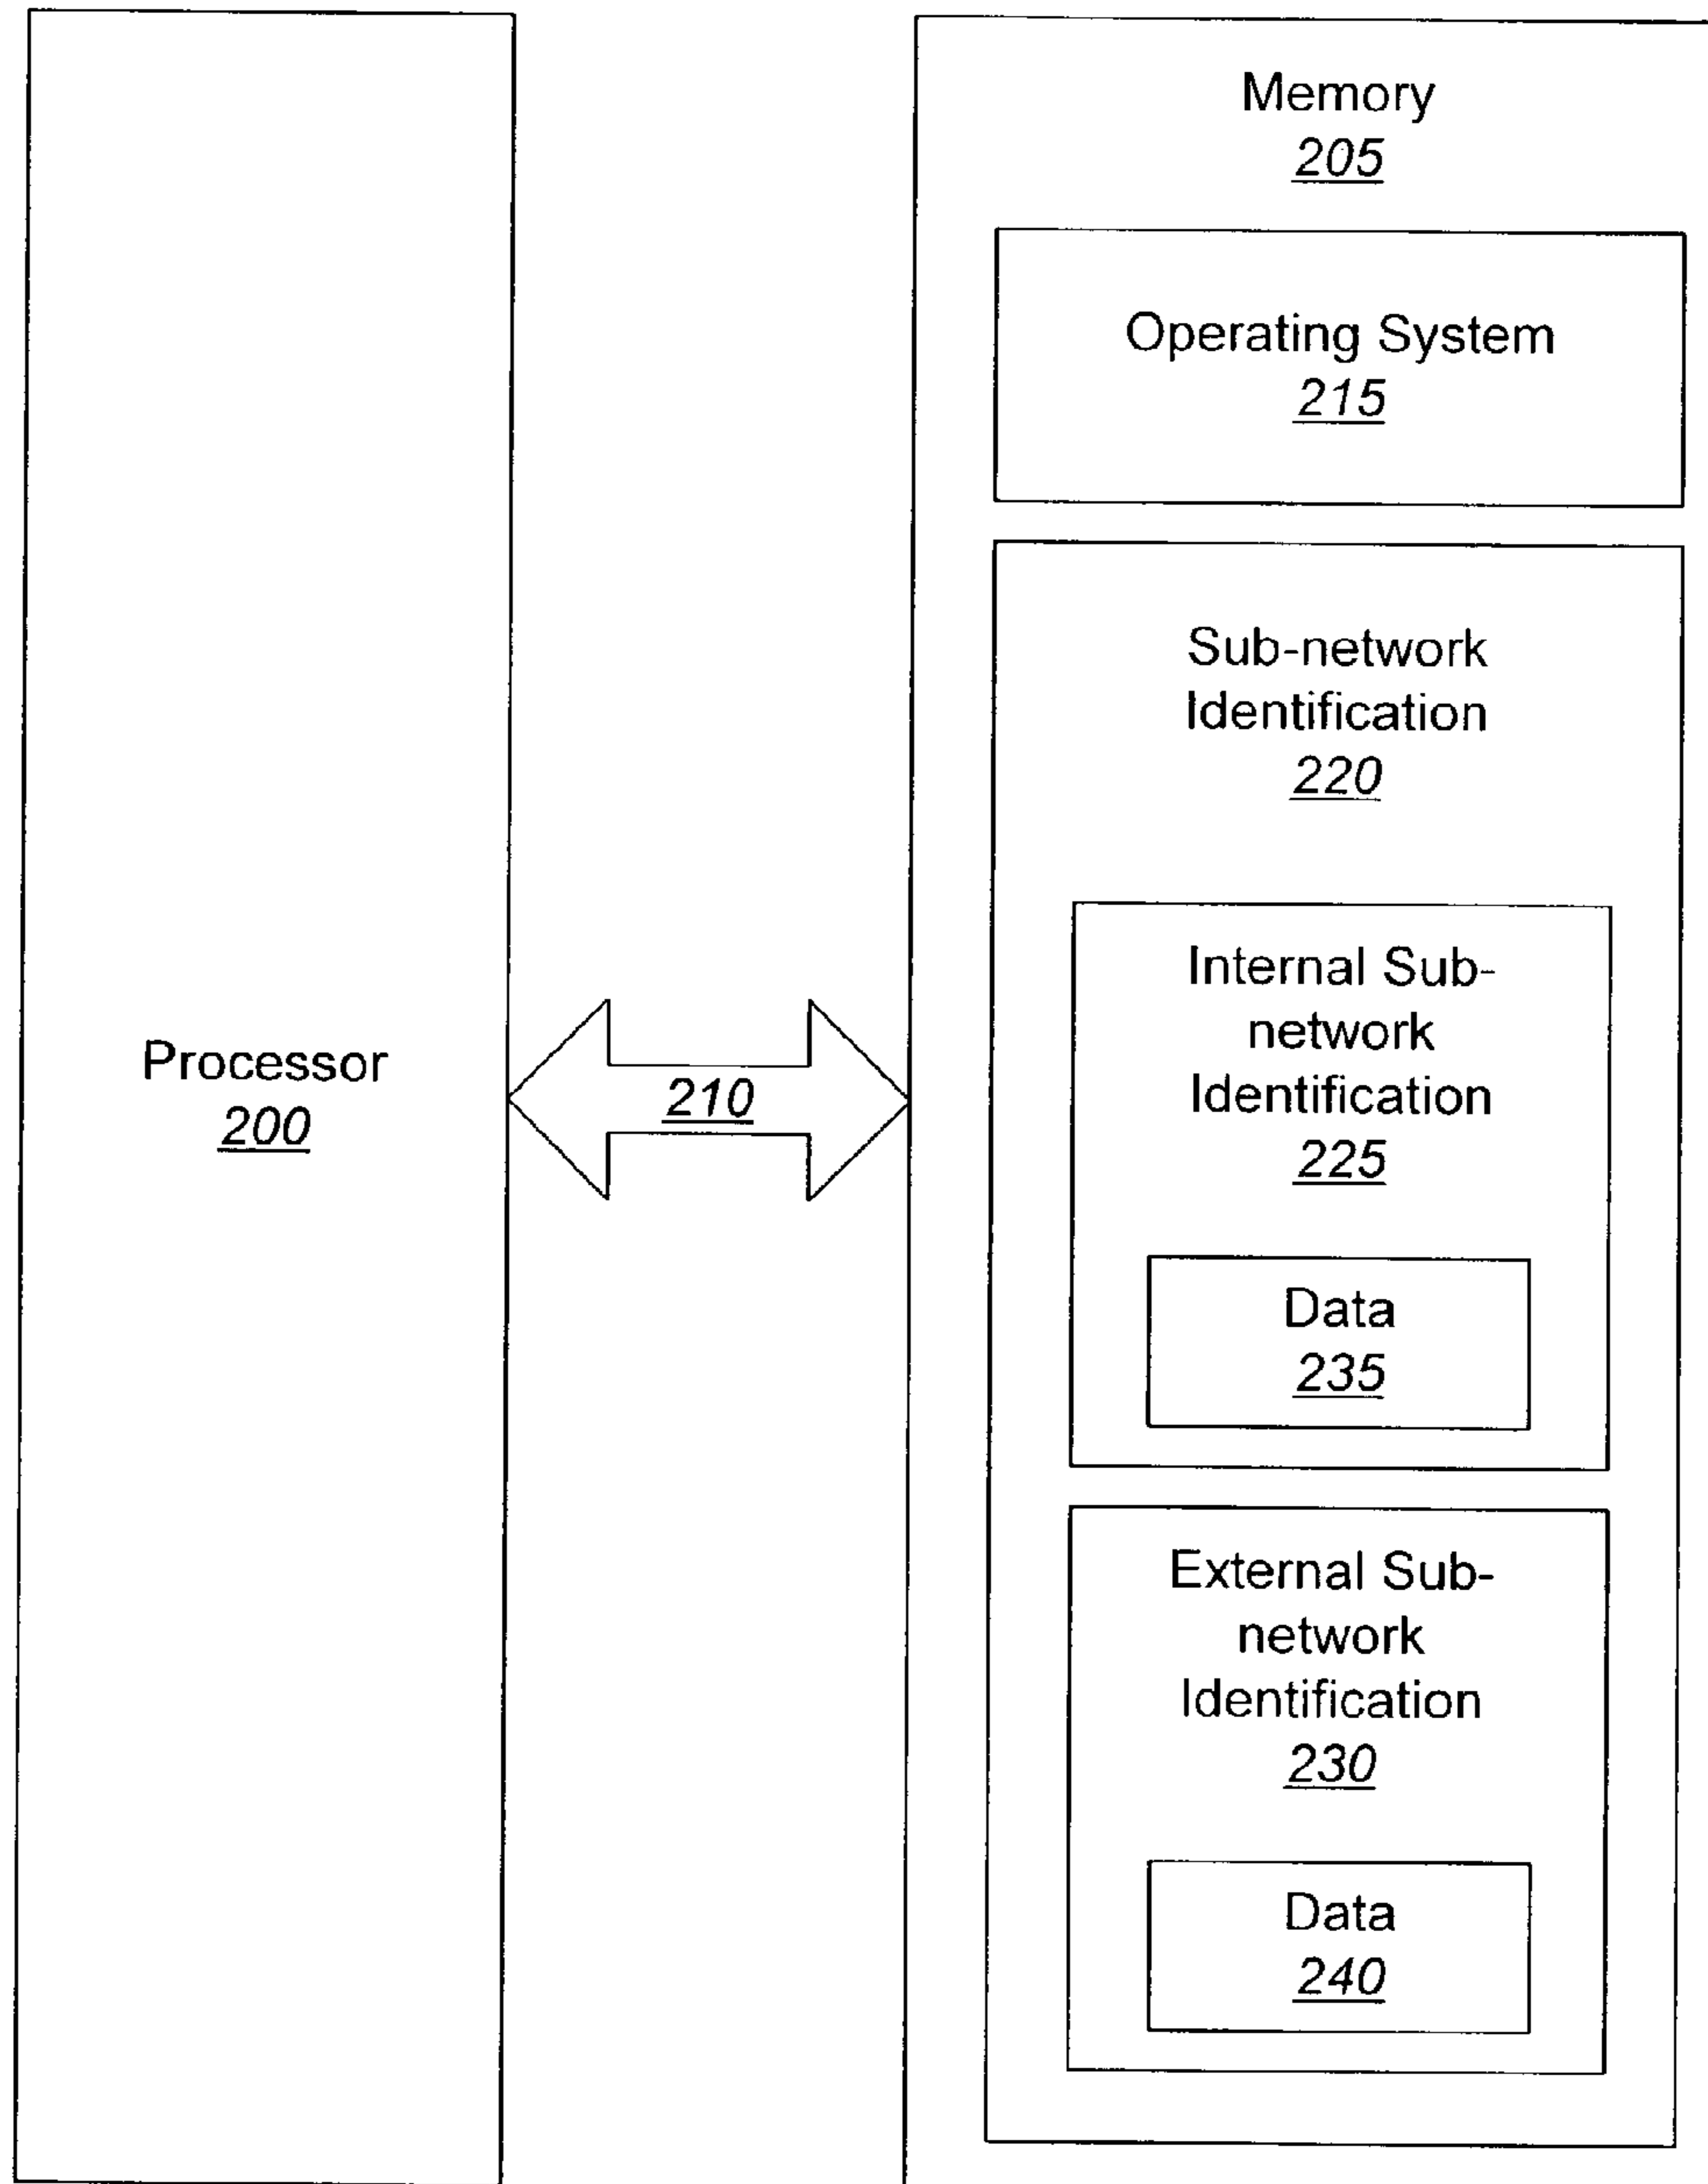 Memory
205
Operating System
215
Sub-network
Identification
220
Internal Sub-
network
Identification
225
Data
235
Processor
200
210
External Sub-
network
Identification
230
Data
240